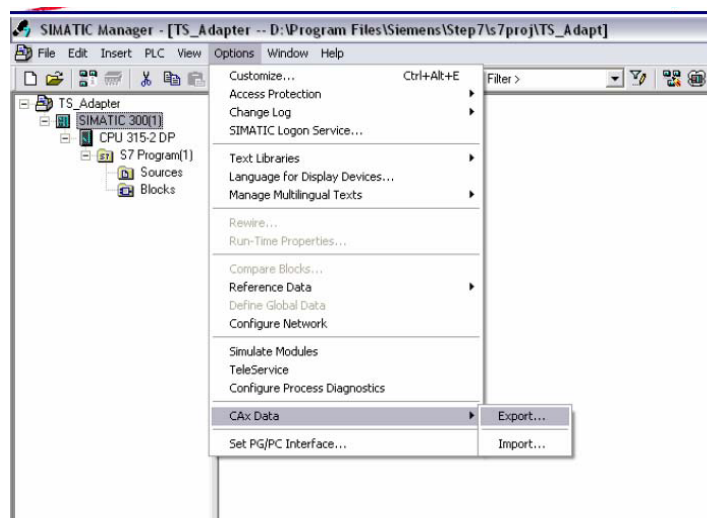 SIMATIC Manager - [TS_Adapter -- D:\Program Files\Siemens\Step7\s7proj\TS_Adapt]
File Edit Insert PLC View Options Window Help
Filter >
TS_Adapter
SIMATIC 300(1)
CPU 315-2 DP
S7 Program(1)
Sources
Blocks
Customize... Ctrl+Alt+E
Access Protection
Change Log
SIMATIC Logon Service...
Text Libraries
Language for Display Devices...
Manage Multilingual Texts
Rewire...
Run-Time Properties...
Compare Blocks...
Reference Data
Define Global Data
Configure Network
Simulate Modules
TeleService
Configure Process Diagnostics
CAx Data
Set PG/PC Interface...
Export...
Import...